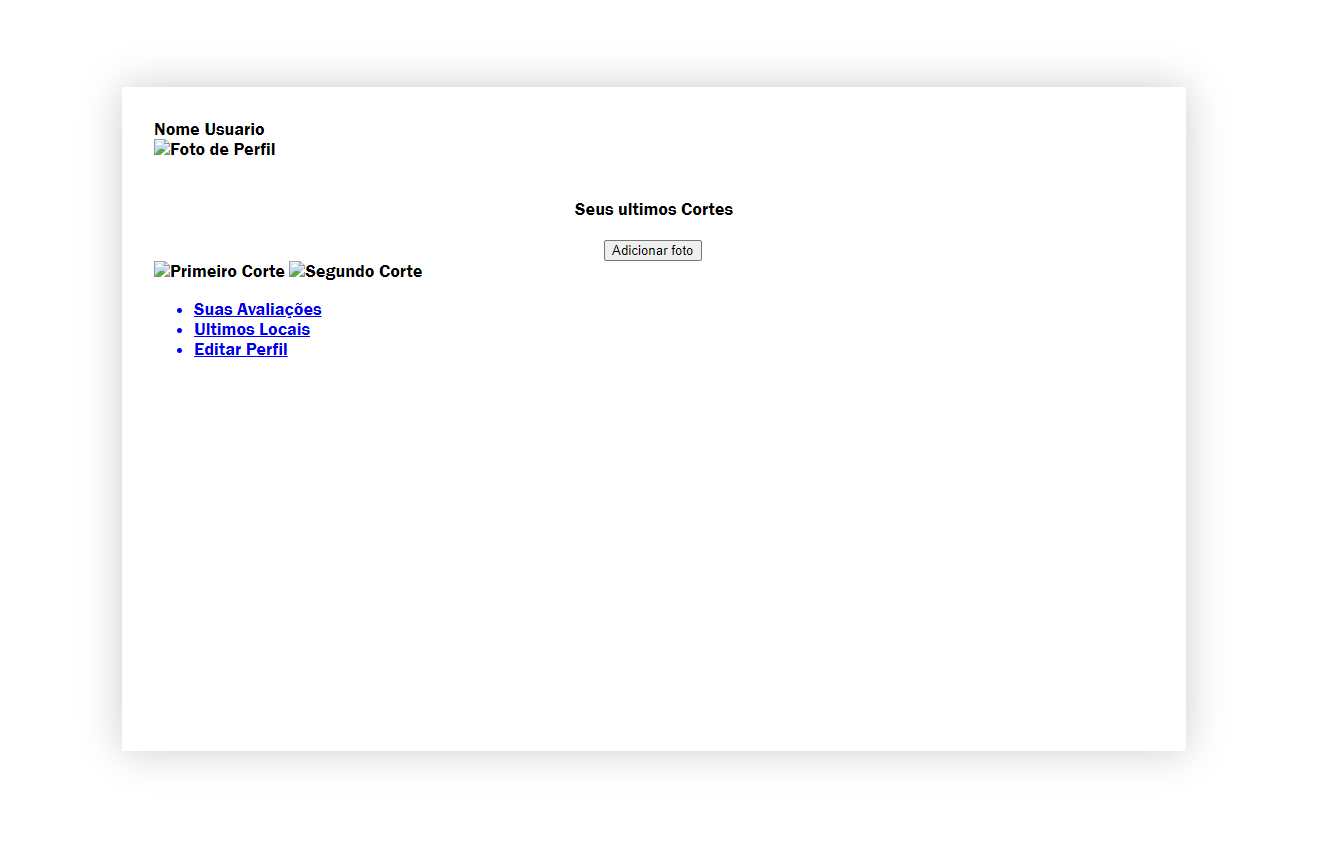 Nome Usuario
Foto de Perfil
Seus ultimos Cortes
Adicionar foto
Primeiro Corte Segundo Corte
Suas Avaliações
Ultimos Locais
Editar Perfil